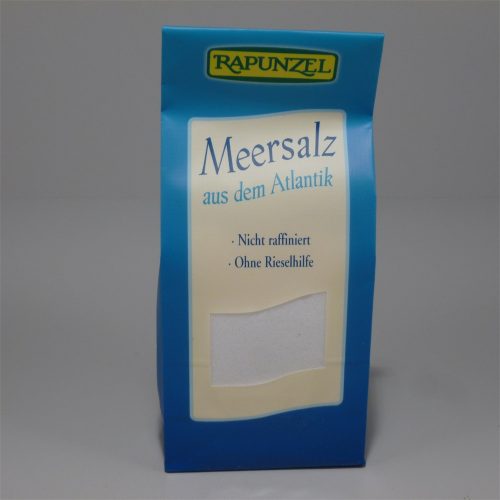 RAPUNZEL
Meersalz
aus dem Atlantik
· Nicht raffiniert
· Ohne Rieselhilfe